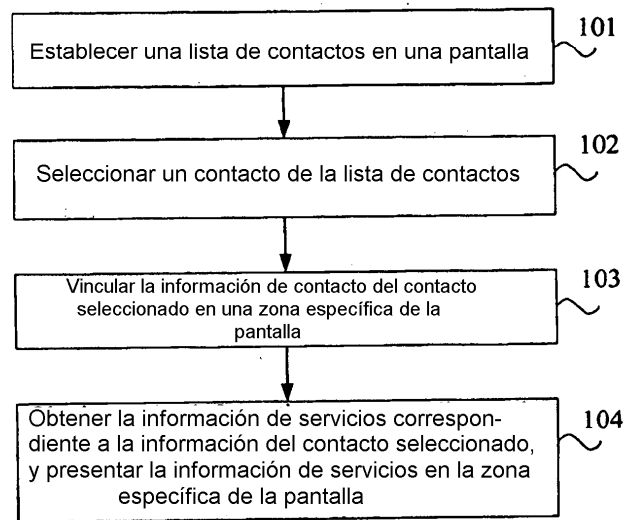 Establecer una lista de contactos en una pantalla
101
Seleccionar un contacto de la lista de contactos
102
Vincular la información de contacto del contacto
seleccionado en una zona específica de la
pantalla
103
Obtener la información de servicios correspon-
diente a la información del contacto seleccionado,
y presentar la información de servicios en la zona
específica de la pantalla
104